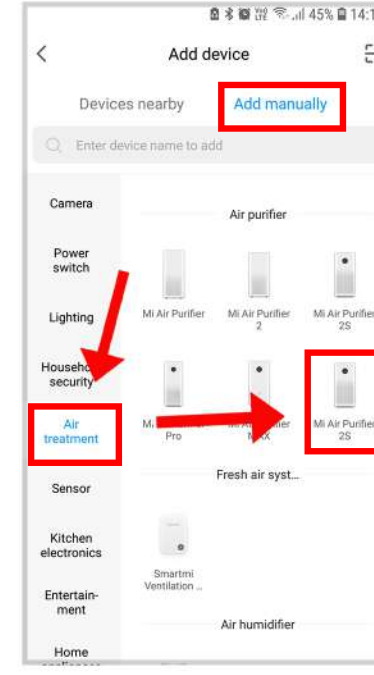 45% 14:1
Add device
Devices nearby
Add manually
Enter device name to add
Camera
Power
switch
Lighting
security
Air
treatment
Sensor
Kitchen
electronics
Entertain-
ment
Home
Air purifier
Mi Air Purifier
Mi Air Purifier
2
Mi Air Purifier
2S
Pro
Mi Air Purifier
2S
Fresh air syst...
Smartmi
Ventilation ...
Air humidifier